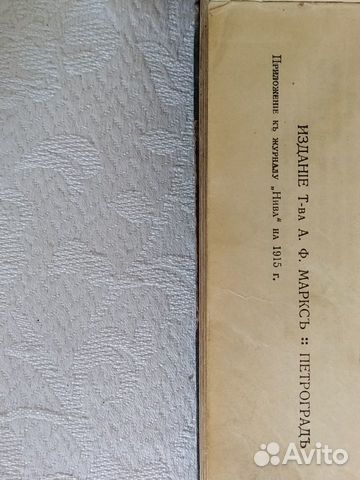 ИЗДАНІЕ Т-ва А. Ф. МАРКСЪ :: ПЕТРОГРАДЪ
Приложеніе къ журналу „Нива“ на 1915 г.
Avito